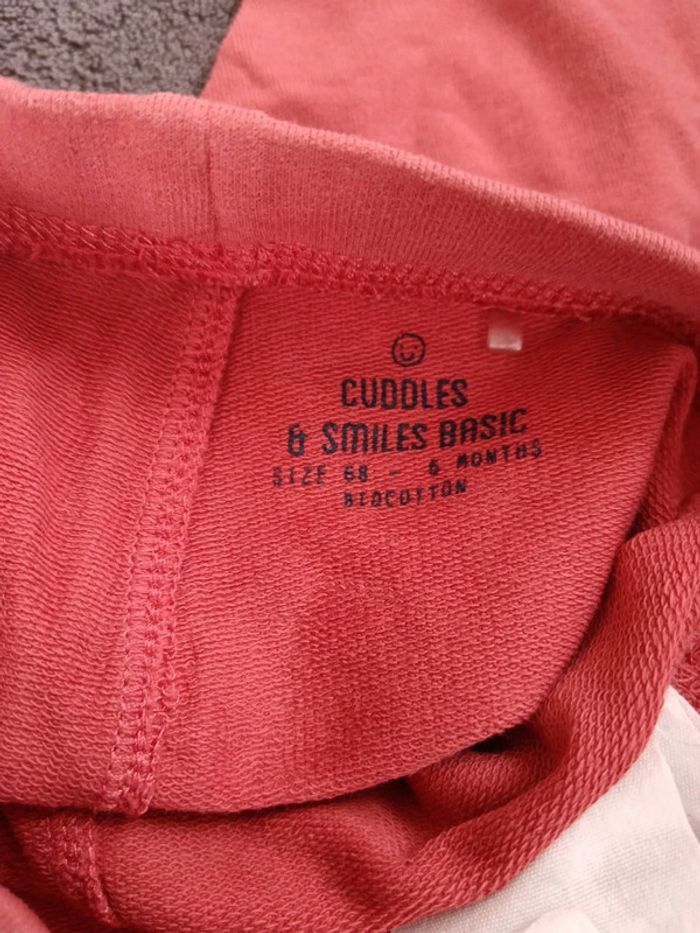 CUDDLES
& SMILES BASIC
SIZE 68 - 6 MONTHS
BIOCOTTON